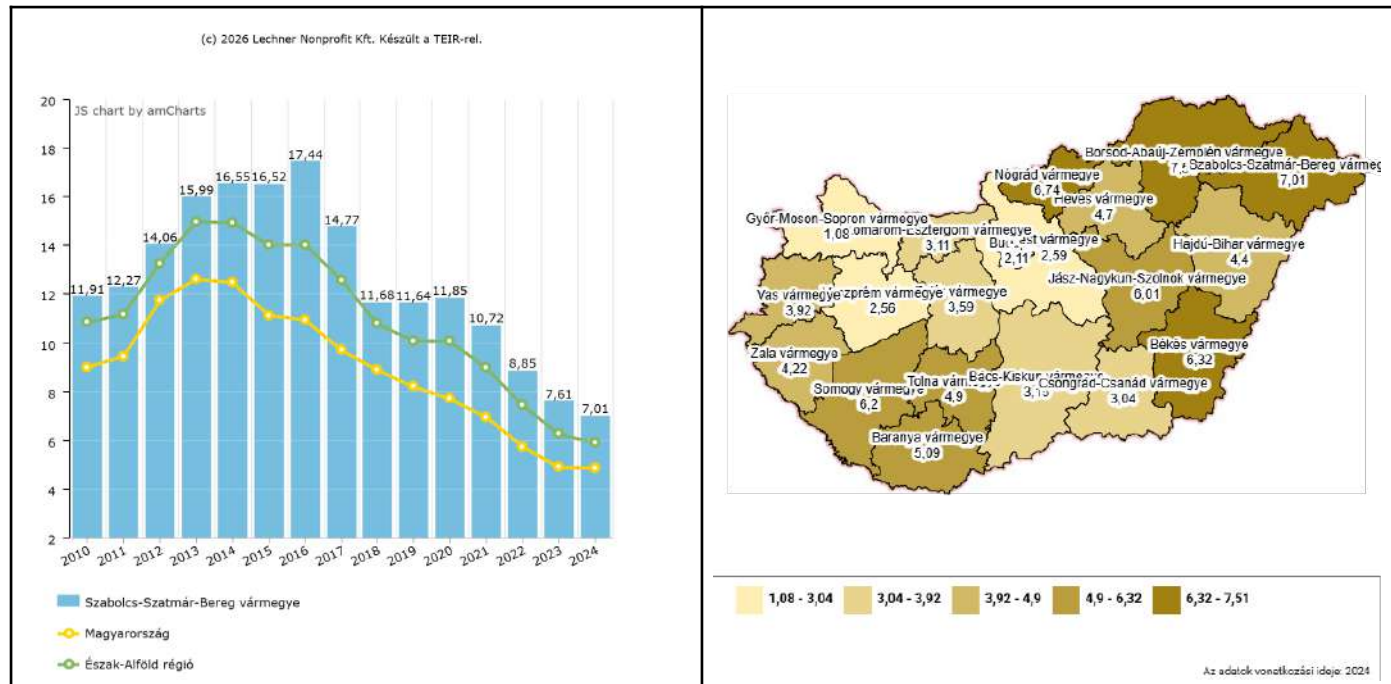 (c) 2026 Lechner Nonprofit Kft. Készült a TEIR-rel.
JS chart by amCharts
20
18
16
14
12
10
8
6
4
2
11,91
12,27
14,06
15,99
16,55
16,52
17,44
14,77
11,68
11,64
11,85
10,72
8,85
7,61
7,01
2010 2011 2012 2013 2014 2015 2016 2017 2018 2019 2020 2021 2022 2023 2024
Szabolcs-Szatmár-Bereg vármegye
Magyarország
Észak-Alföld régió
Borsod-Abaúj-Zemplén vármegye
Szabolcs-Szatmár-Bereg
7,01
Nógrád vármegye
6,74
Heves vármegye
4,7
Győr-Moson-Sopron vármegye
1,08
vármegye
3,11
vármegye
2,11
2,59
Hajdú-Bihar vármegye
4,4
Jász-Nagykun-Szolnok vármegye
6,01
Vas vármegye
3,92
vármegye
2,56
vármegye
3,59
Békés vármegye
6,32
Zala vármegye
4,22
Somogy vármegye
6,2
Tolna
4,9
Bács-Kiskun
Csongrád-Csanád vármegye
3,04
Baranya vármegye
5,09
1,08 - 3,04
3,04 - 3,92
3,92 - 4,9
4,9 - 6,32
6,32 - 7,51
Az adatok vonatkozási ideje: 2024